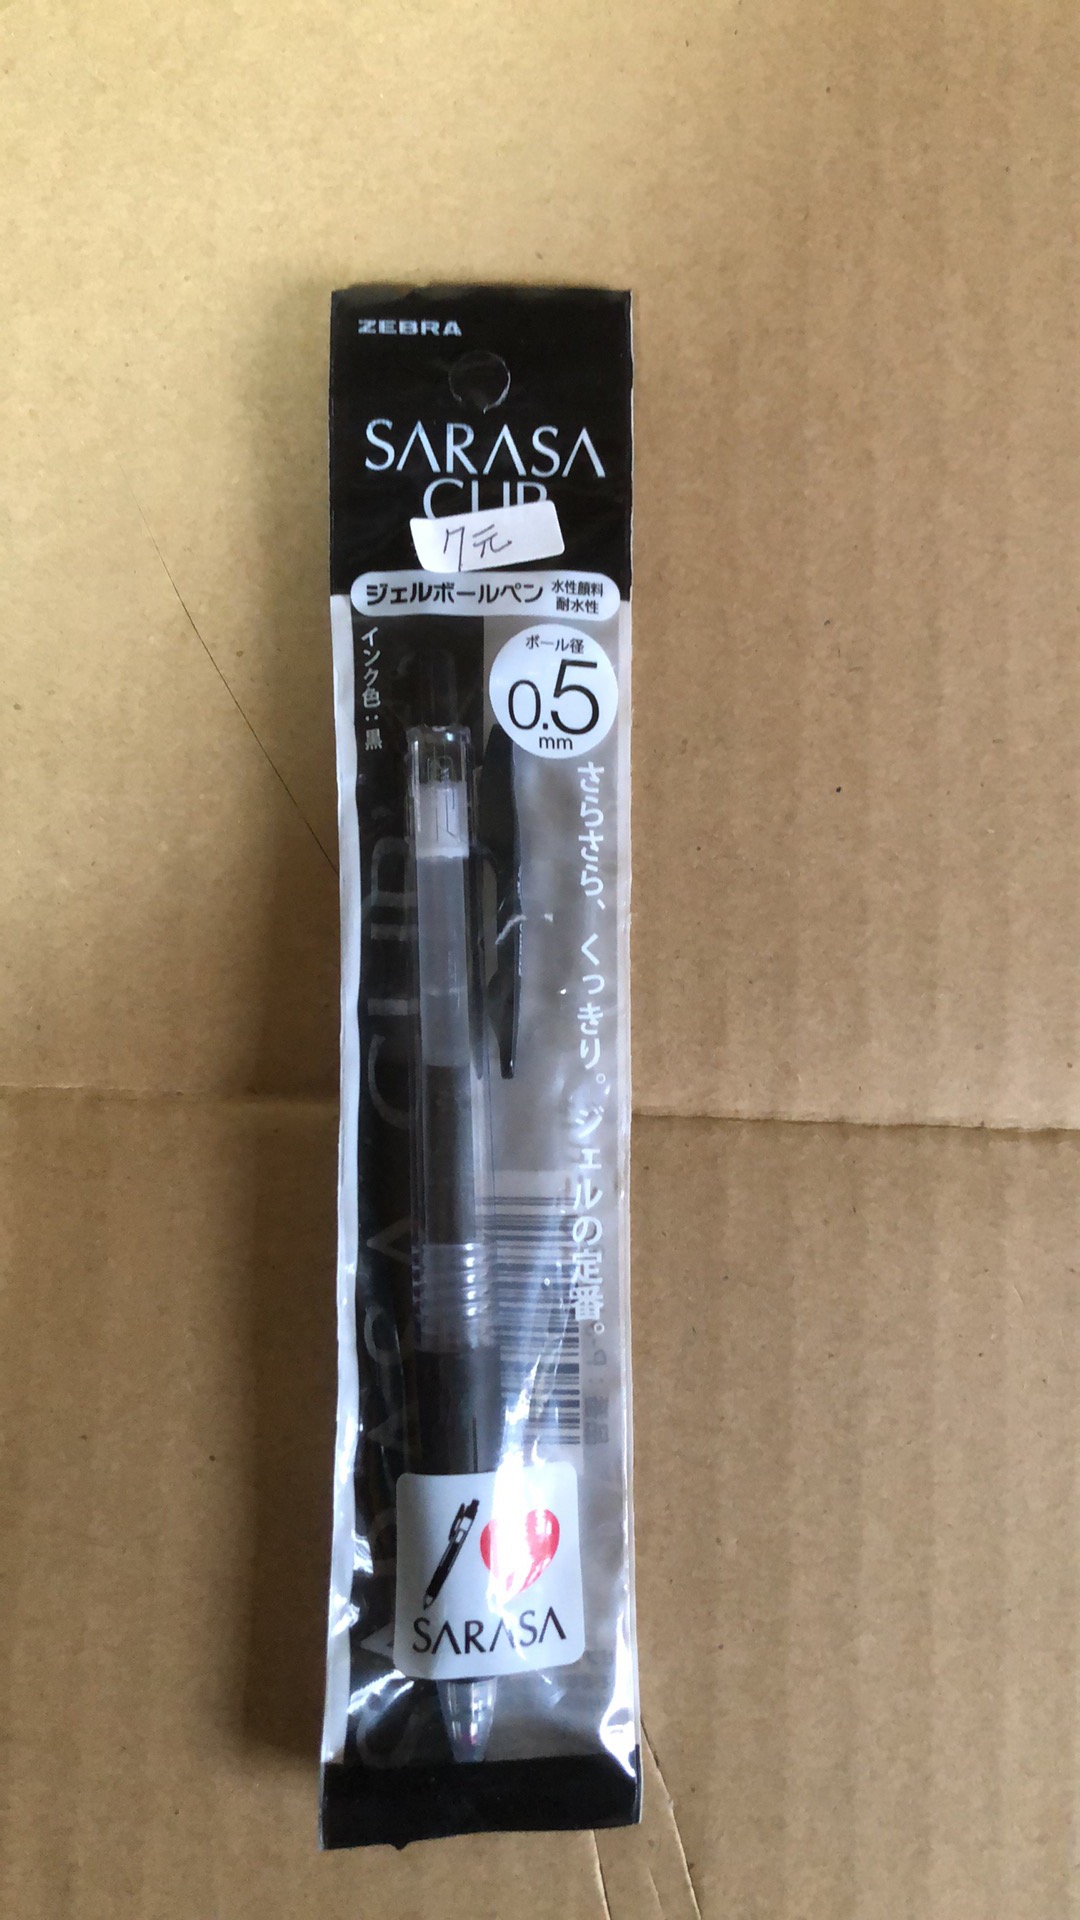 ZEBRA
SARASA
CLIP
7元
ジェルボールペン
水性顔料
耐水性
インク色:黒
ボール径
0.5
mm
さらさら、くっきり。ジェルの定番。
SARASA